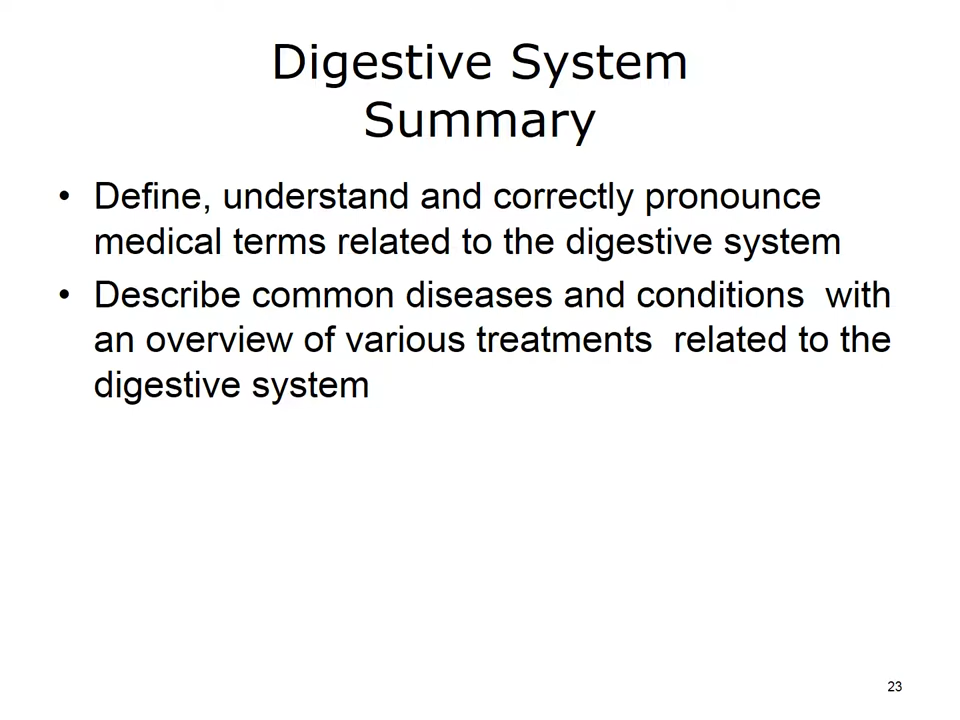 Digestive System
Summary
• Define, understand and correctly pronounce
medical terms related to the digestive system
• Describe common diseases and conditions  with
an overview of various treatments  related to the
digestive system
23